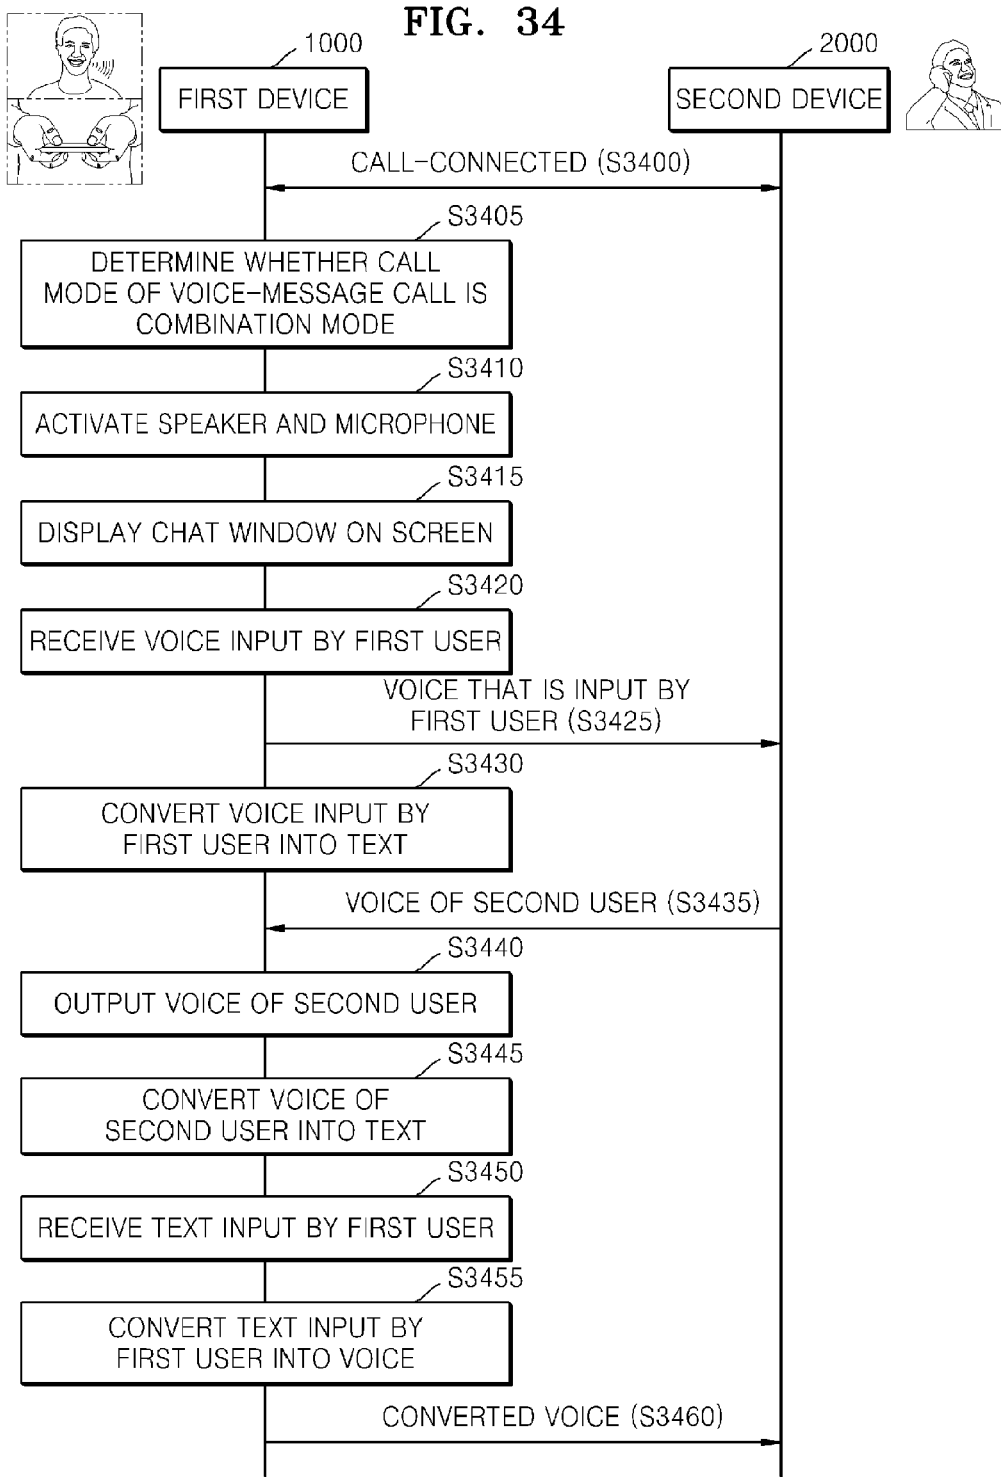 FIG. 34
1000
2000
FIRST DEVICE
SECOND DEVICE
CALL-CONNECTED (S3400)
S3405
DETERMINE WHETHER CALL
MODE OF VOICE-MESSAGE CALL IS
COMBINATION MODE
S3410
ACTIVATE SPEAKER AND MICROPHONE
S3415
DISPLAY CHAT WINDOW ON SCREEN
S3420
RECEIVE VOICE INPUT BY FIRST USER
VOICE THAT IS INPUT BY
FIRST USER (S3425)
S3430
CONVERT VOICE INPUT BY
FIRST USER INTO TEXT
VOICE OF SECOND USER (S3435)
S3440
OUTPUT VOICE OF SECOND USER
S3445
CONVERT VOICE OF
SECOND USER INTO TEXT
S3450
RECEIVE TEXT INPUT BY FIRST USER
S3455
CONVERT TEXT INPUT BY
FIRST USER INTO VOICE
CONVERTED VOICE (S3460)